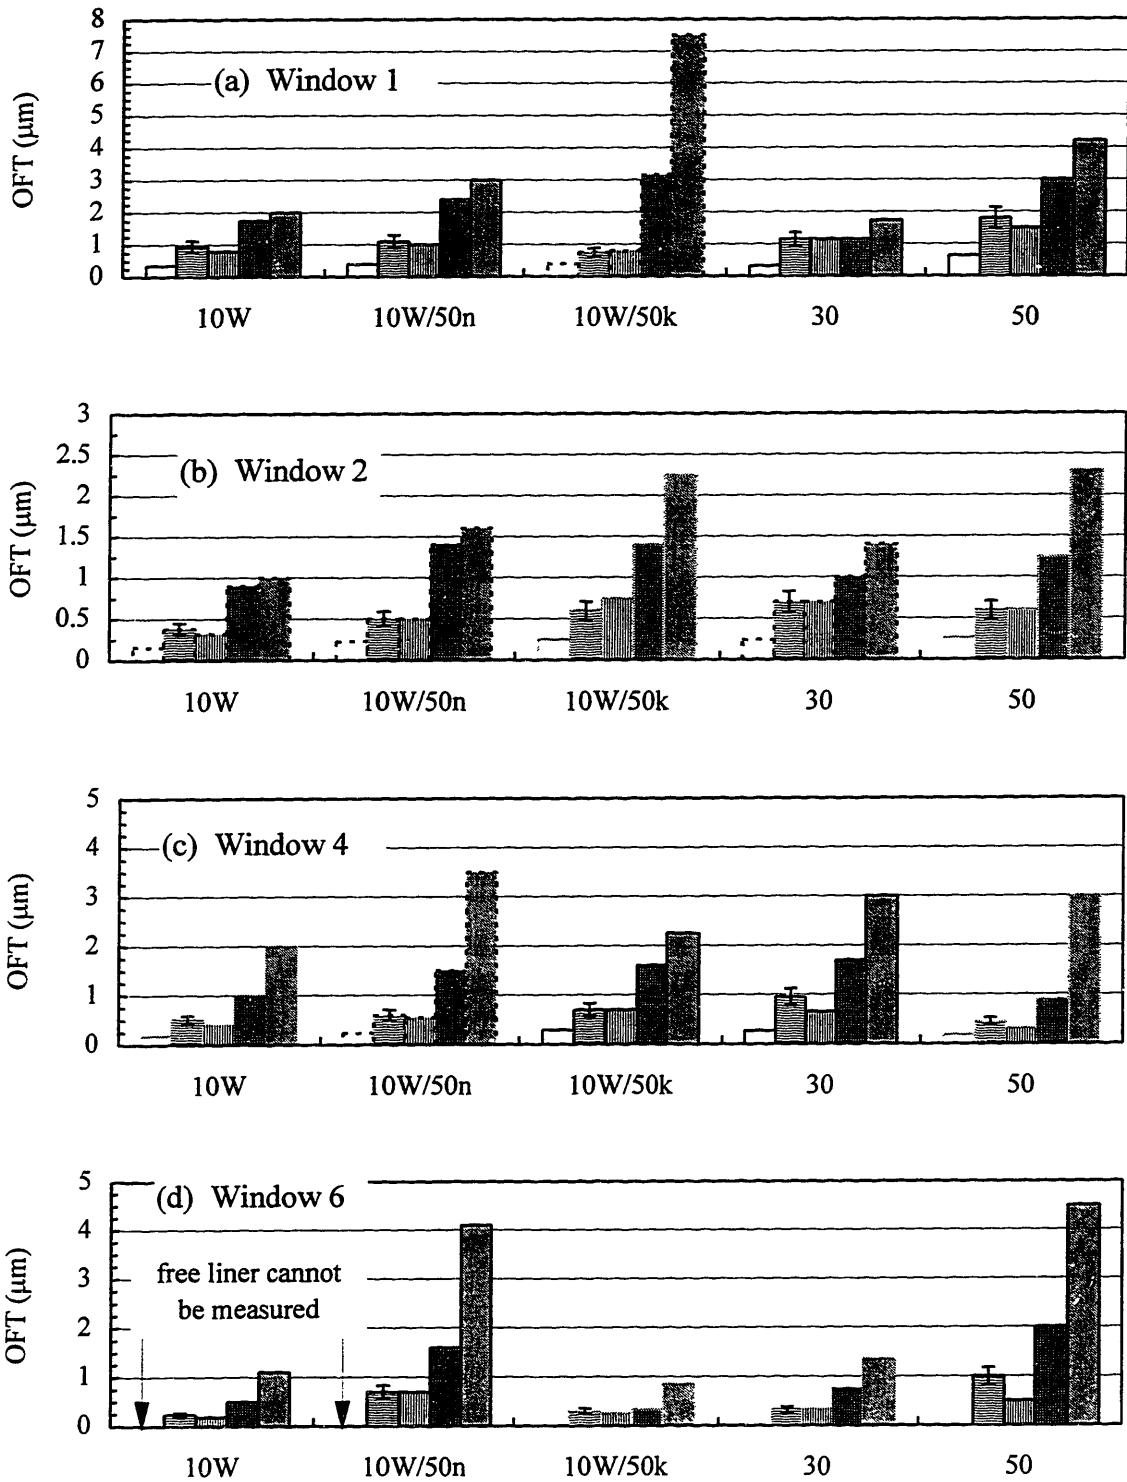 8
7
6
5
4
3
2
1
0
OFT (μm)
(a) Window 1
10W 10W/50n 10W/50k 30 50
3
2.5
2
1.5
1
0.5
0
OFT (μm)
(b) Window 2
10W 10W/50n 10W/50k 30 50
5
4
3
2
1
0
OFT (μm)
(c) Window 4
10W 10W/50n 10W/50k 30 50
5
4
3
2
1
0
OFT (μm)
(d) Window 6
free liner cannot
be measured
10W 10W/50n 10W/50k 30 50